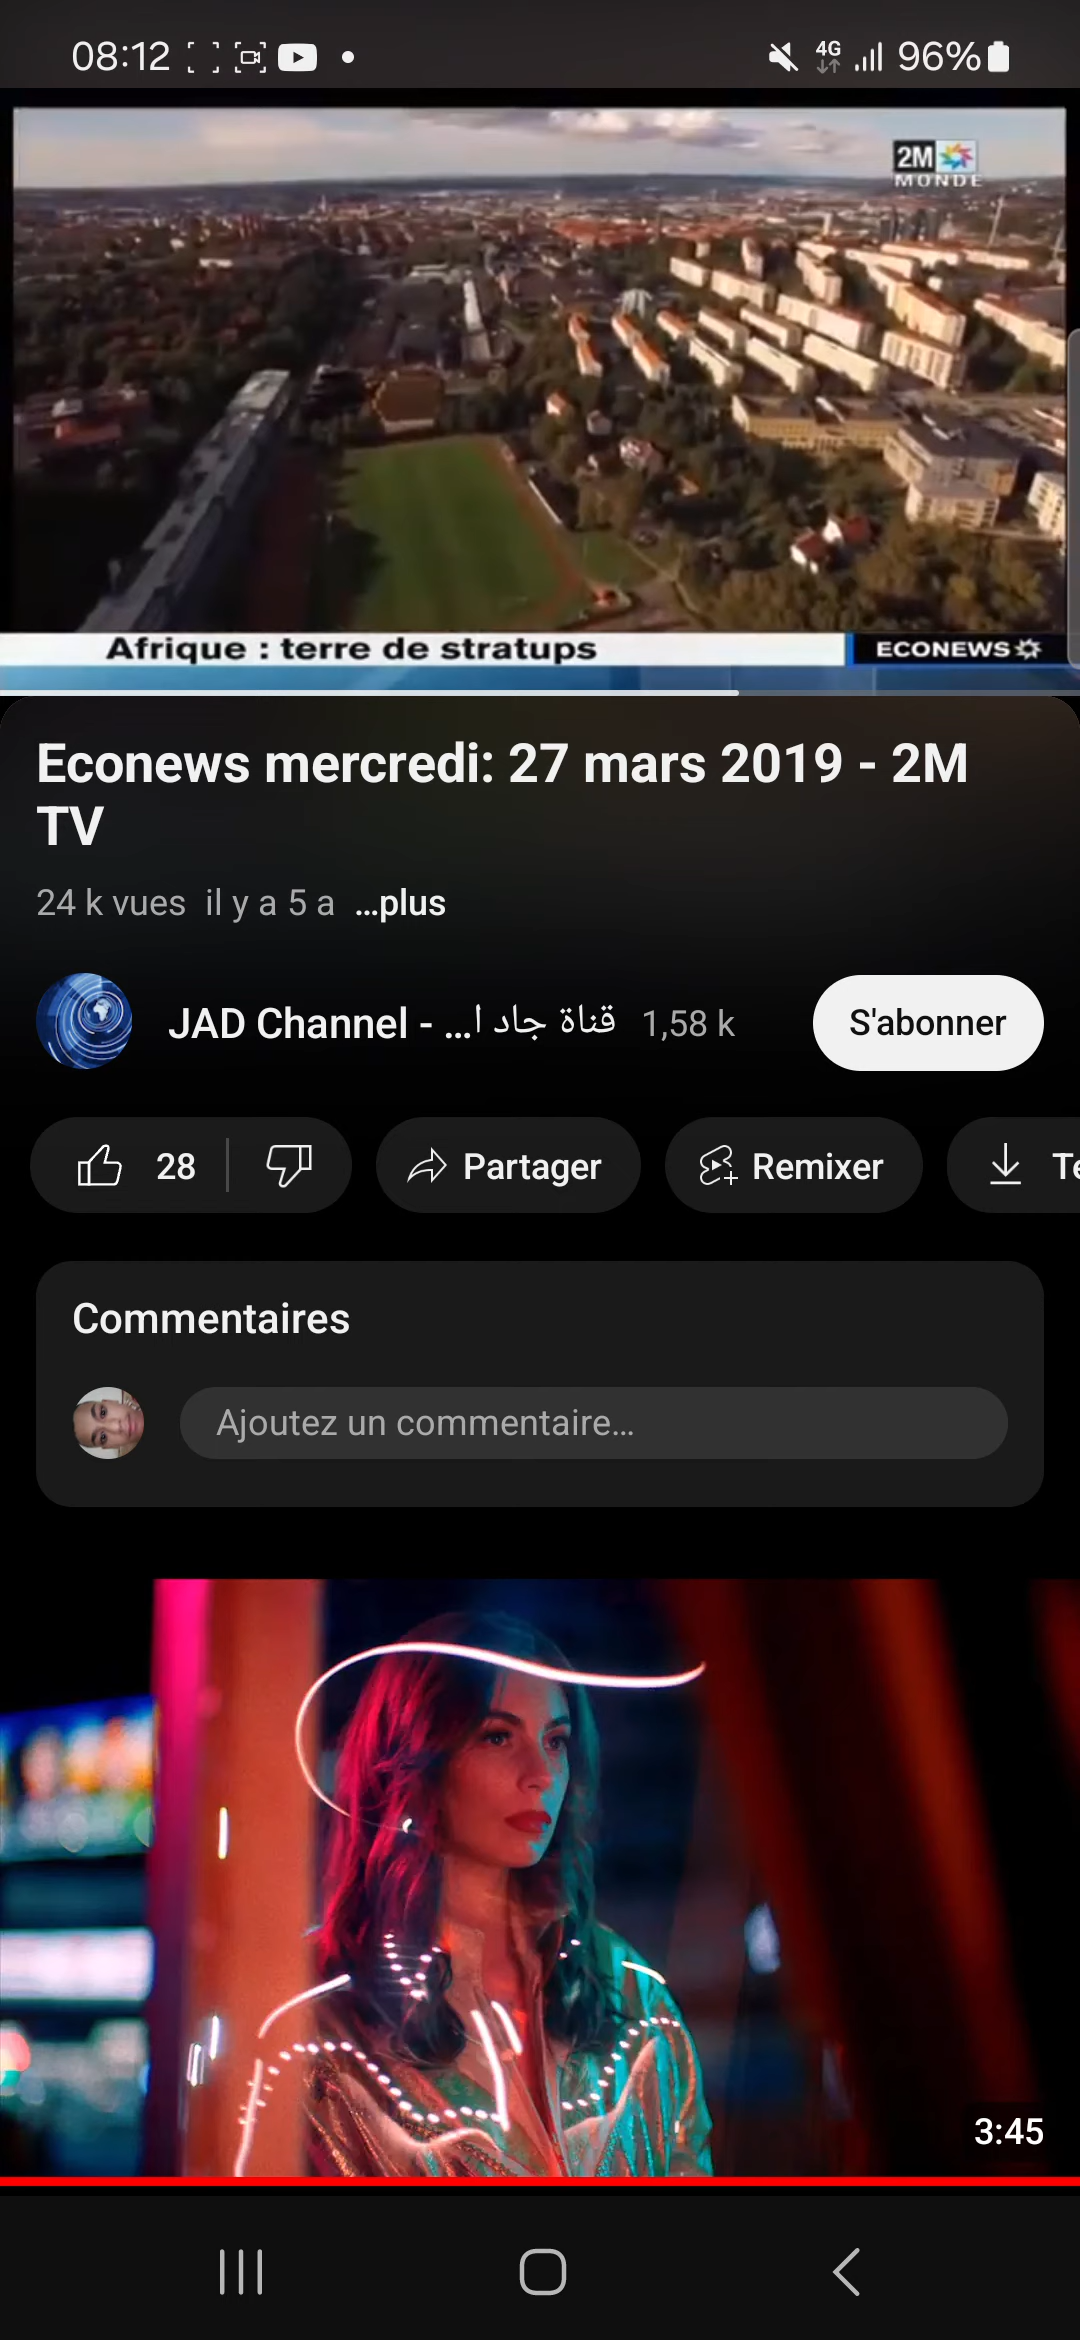 08:12
4G
96%
2M
MONDE
Afrique : terre de stratups
ECONEWS
Econews mercredi: 27 mars 2019 - 2M
TV
24 k vues il y a 5 a ...plus
JAD Channel - قناة جاد ا... 1,58 k
S'abonner
28
Partager
Remixer
Te
Commentaires
Ajoutez un commentaire...
3:45